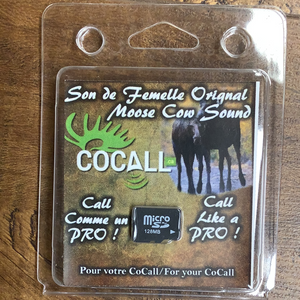 Son de Femelle Orignal
Moose Cow Sound
COCALL
Call
Comme un
PRO !
micro
SD
128MB
Call
Like a
PRO !
Pour votre CoCall/For your CoCall